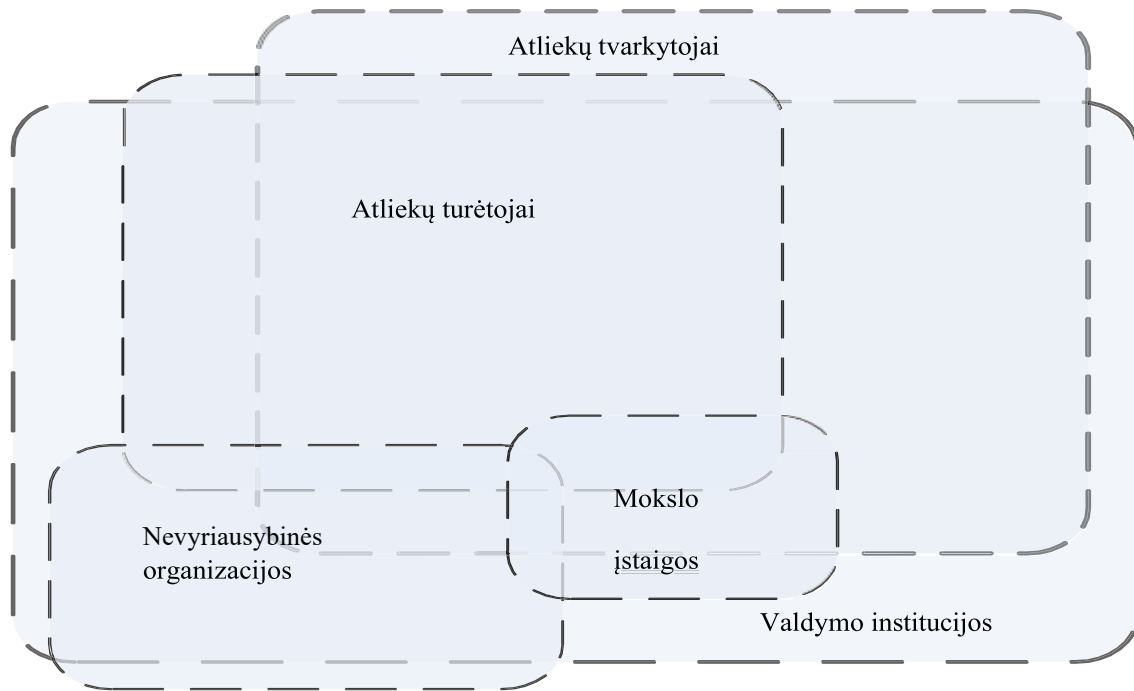 Atliekų tvarkytojai
Atliekų turėtojai
Mokslo
įstaigos
Nevyriausybinės
organizacijos
Valdymo institucijos